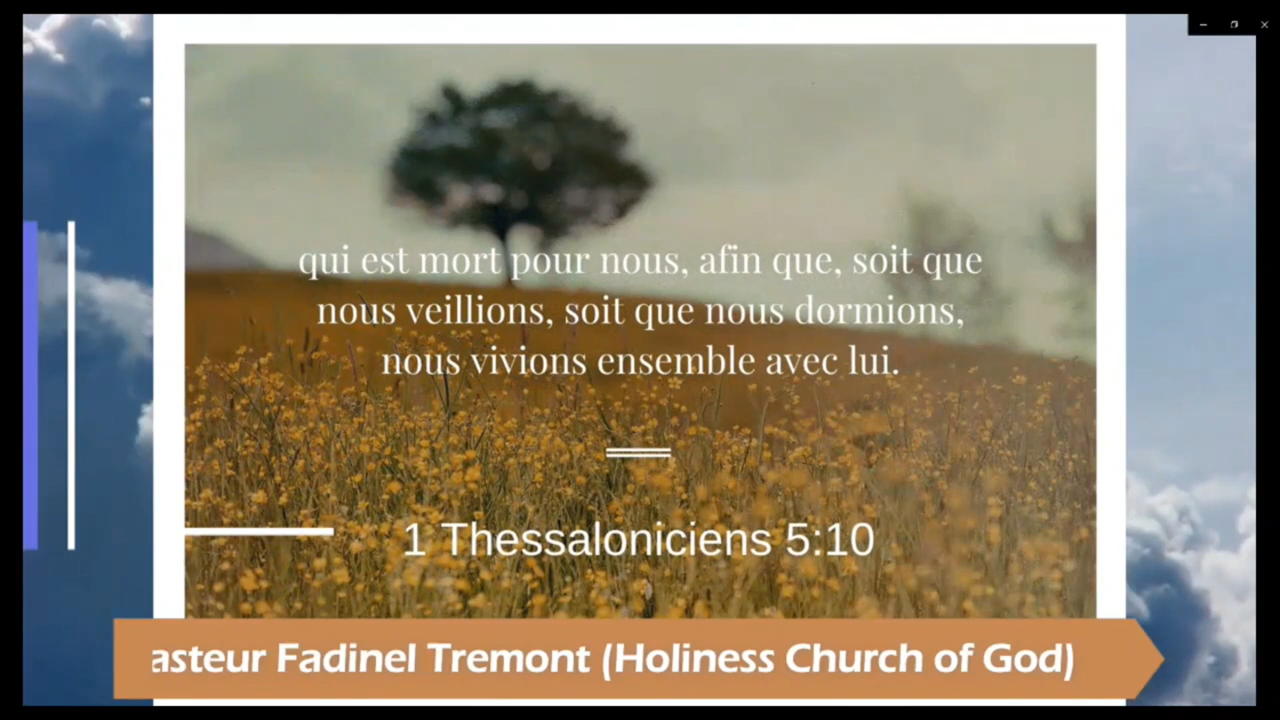 qui est mort pour nous, afin que, soit que
nous veillions, soit que nous dormions,
nous vivions ensemble avec lui.
1 Thessaloniciens 5:10
asteur Fadinel Tremont (Holiness Church of God)